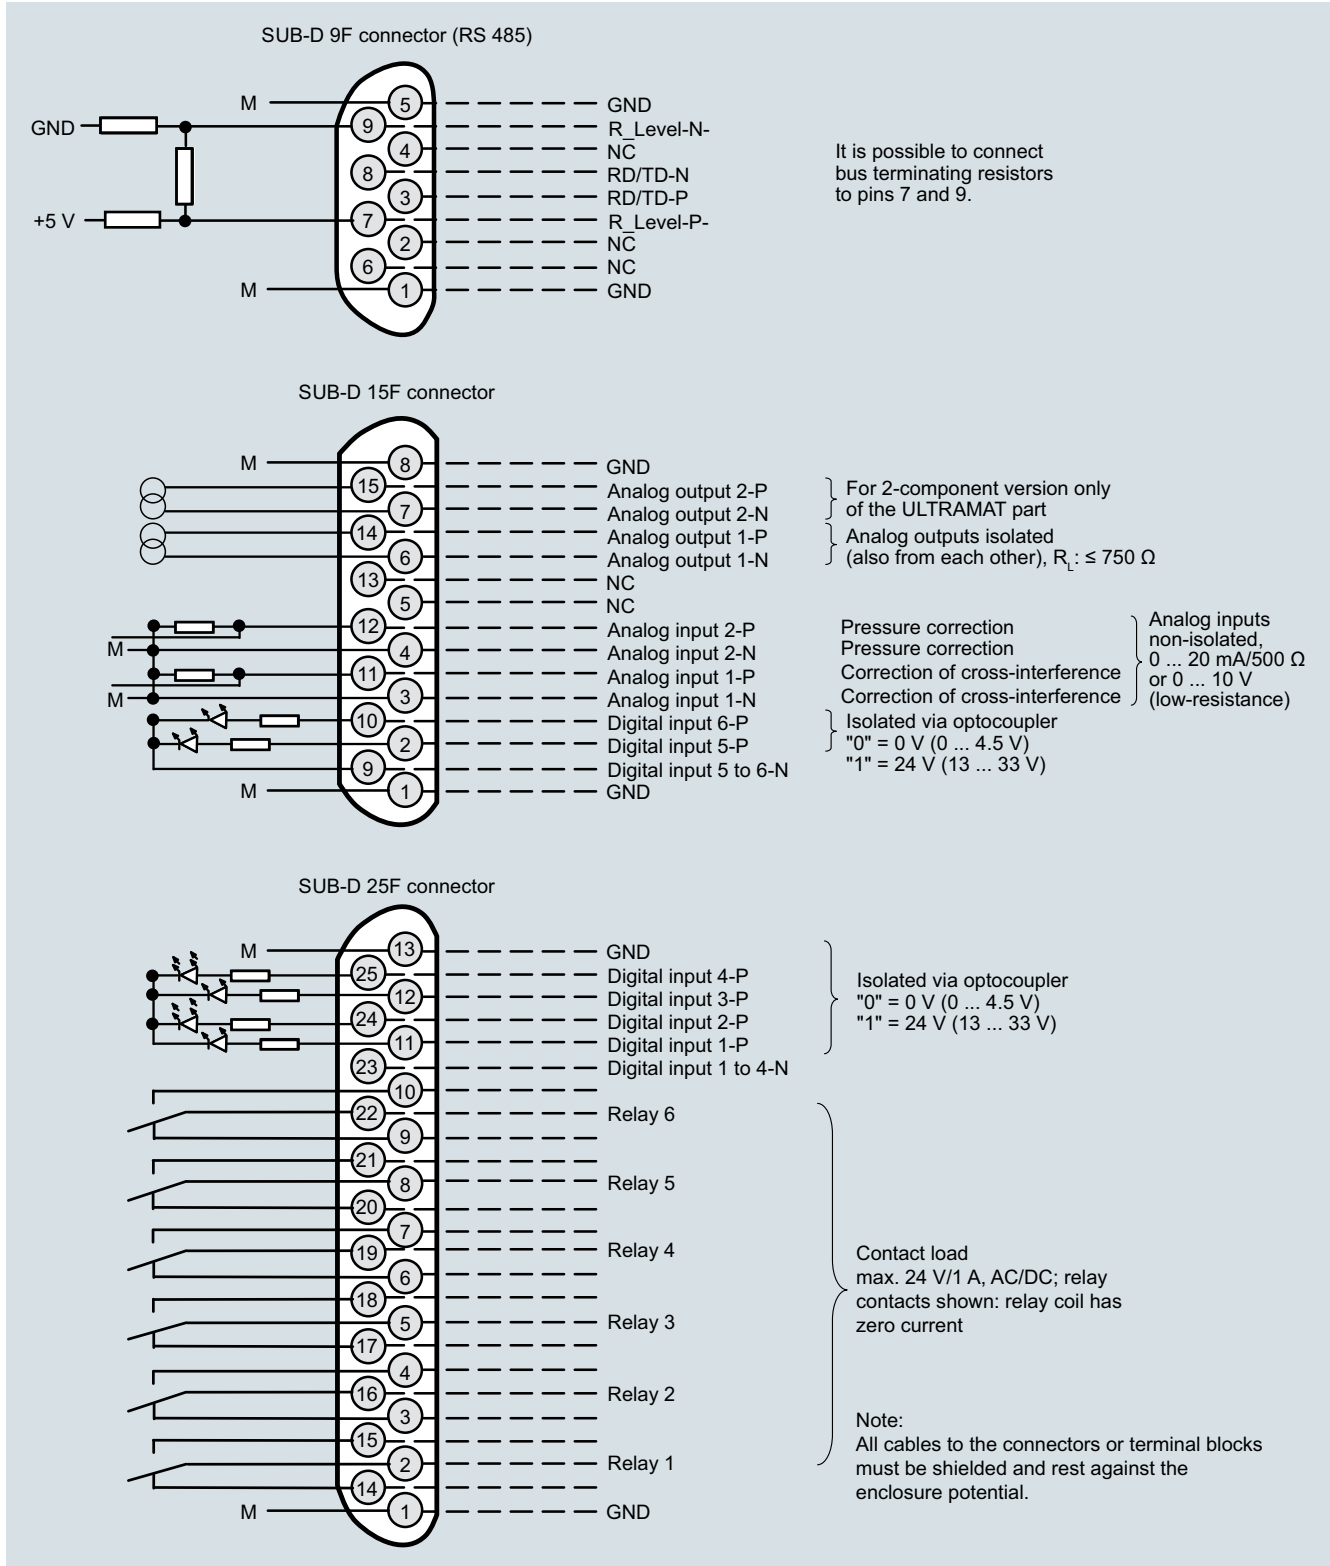 SUB-D 9F connector (RS 485)
M 5 GND
GND 9 R_Level-N-
4 NC
8 RD/TD-N
3 RD/TD-P
+5 V 7 R_Level-P-
2 NC
6 NC
M 1 GND
It is possible to connect
bus terminating resistors
to pins 7 and 9.
SUB-D 15F connector
M 8 GND
15 Analog output 2-P
7 Analog output 2-N
14 Analog output 1-P
6 Analog output 1-N
13 NC
5 NC
12 Analog input 2-P Pressure correction
M 4 Analog input 2-N Pressure correction
11 Analog input 1-P Correction of cross-interference
M 3 Analog input 1-N Correction of cross-interference
10 Digital input 6-P
2 Digital input 5-P
9 Digital input 5 to 6-N
M 1 GND
For 2-component version only
of the ULTRAMAT part
Analog outputs isolated
(also from each other), RL: ≤ 750 Ω
Analog inputs
non-isolated,
0 ... 20 mA/500 Ω
or 0 ... 10 V
(low-resistance)
Isolated via optocoupler
"0" = 0 V (0 ... 4.5 V)
"1" = 24 V (13 ... 33 V)
SUB-D 25F connector
M 13 GND
25 Digital input 4-P
12 Digital input 3-P
24 Digital input 2-P
11 Digital input 1-P
23 Digital input 1 to 4-N
10
22 Relay 6
9
21
8 Relay 5
20
7
19 Relay 4
6
18
5 Relay 3
17
4
16 Relay 2
3
15
2 Relay 1
14
M 1 GND
Isolated via optocoupler
"0" = 0 V (0 ... 4.5 V)
"1" = 24 V (13 ... 33 V)
Contact load
max. 24 V/1 A, AC/DC; relay
contacts shown: relay coil has
zero current
Note:
All cables to the connectors or terminal blocks
must be shielded and rest against the
enclosure potential.